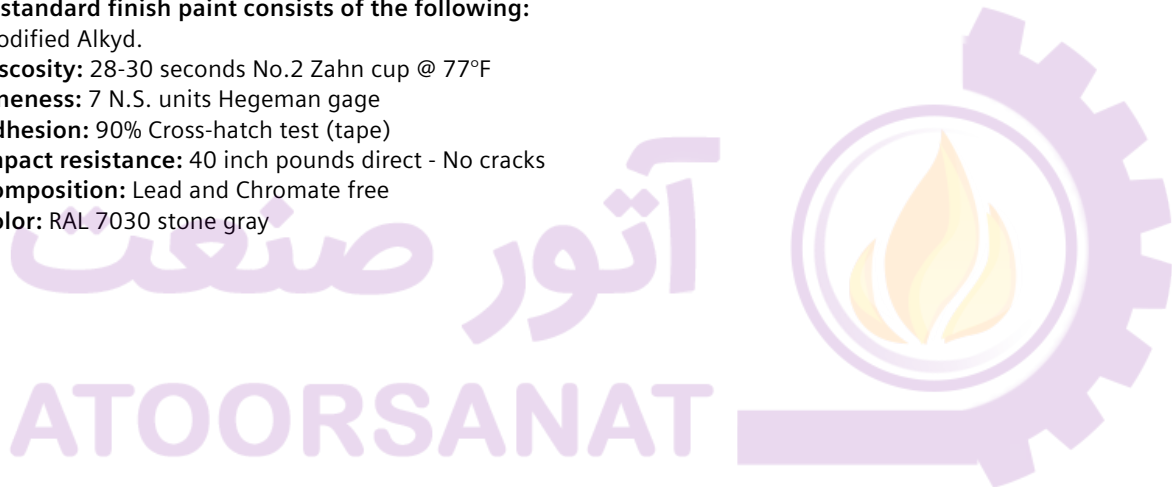 standard finish paint consists of the following:
odified Alkyd.
scosity: 28-30 seconds No.2 Zahn cup @ 77°F
neness: 7 N.S. units Hegeman gage
dhesion: 90% Cross-hatch test (tape)
npact resistance: 40 inch pounds direct - No cracks
omposition: Lead and Chromate free
olor: RAL 7030 stone gray
آتور صنعت
ATOORSANAT